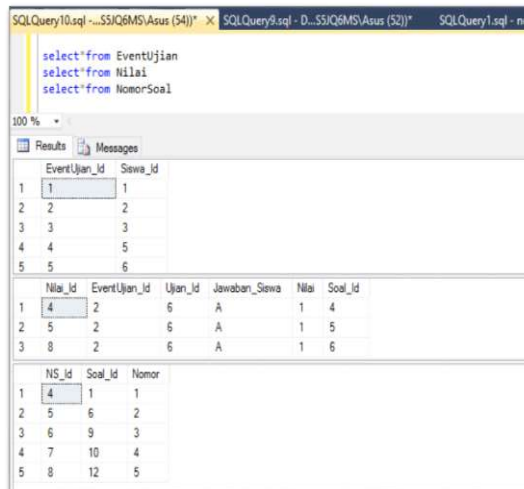 SQLQuery10.sql -...S5JQ6MS\Asus (54))* × SQLQuery9.sql - D...S5JQ6MS\Asus (52))* SQLQuery1.sql - n
select*from EventUjian
select*from Nilai
select*from NomorSoal
100 %
Results Messages
EventUjian_Id Siswa_Id
1 1 1
2 2 2
3 3 3
4 4 5
5 5 6
Nilai_Id EventUjian_Id Ujian_Id Jawaban_Siswa Nilai Soal_Id
1 4 2 6 A 1 4
2 5 2 6 A 1 5
3 8 2 6 A 1 6
NS_Id Soal_Id Nomor
1 4 1 1
2 5 6 2
3 6 9 3
4 7 10 4
5 8 12 5